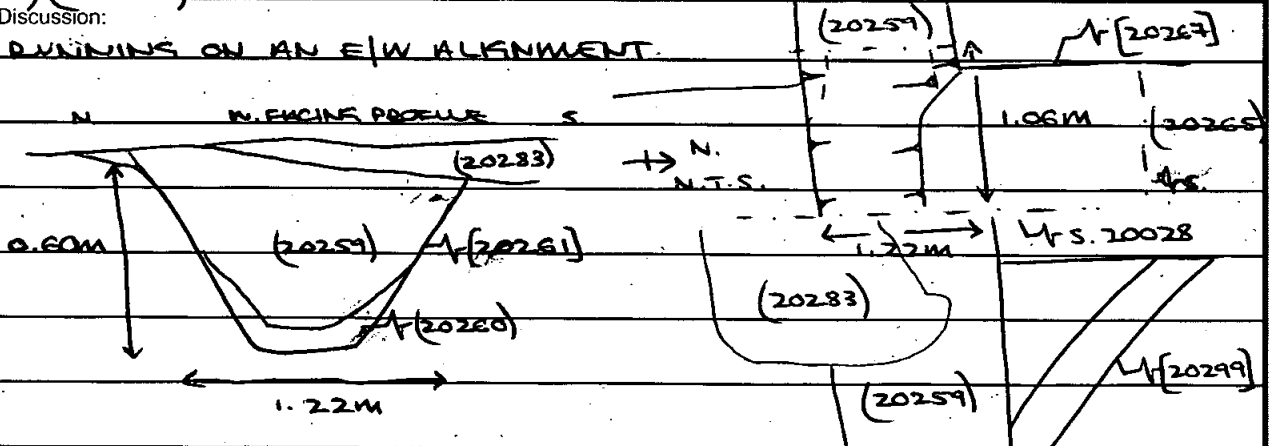 Discussion:
RUNNING ON AN E/W ALIGNMENT.
N W. FACING PROFILE S
(20283)
0.60m
(20259)
[20261]
(20260)
1.22m
(20259)
[20267]
1.06m
(20265)
N.
N.T.S.
1.22m
S. 20028
(20283)
[20299]
(20259)